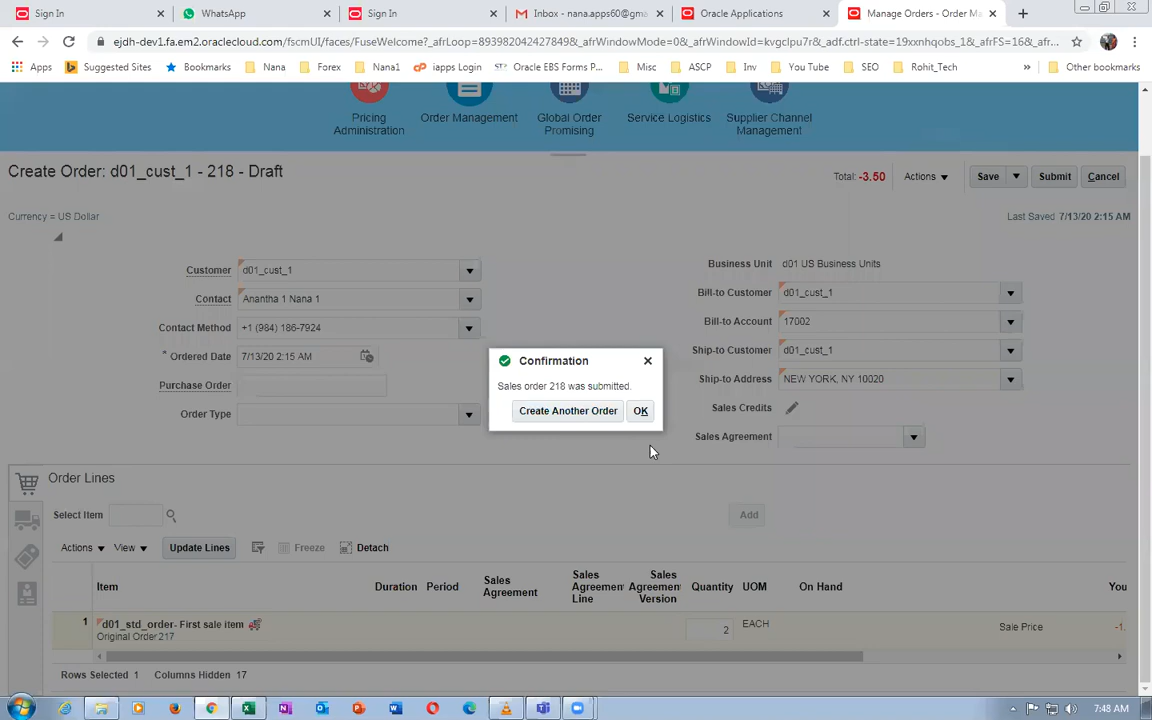 Sign In
WhatsApp
Sign In
Inbox - nana.apps60@gma
Oracle Applications
Manage Orders - Order M
ejdh-dev1.fa.em2.oraclecloud.com/fscmUI/faces/FuseWelcome?_afrLoop=8939820424278498&_afrWindowMode=0&_afrWindowId=kvgclpu7r&_adf.ctrl-state=19xxnhqobs_1&_afrFS=16&_afr...
Apps
Suggested Sites
Bookmarks
Nana
Forex
Nana1
iapps Login
Oracle EBS Forms P...
Misc
ASCP
Inv
You Tube
SEO
Rohit_Tech
»
Other bookmarks
Pricing Administration
Order Management
Global Order Promising
Service Logistics
Supplier Channel Management
Create Order: d01_cust_1 - 218 - Draft
Total: -3.50
Actions
Save
Submit
Cancel
Currency = US Dollar
Last Saved 7/13/20 2:15 AM
Customer d01_cust_1
Contact Anantha 1 Nana 1
Contact Method +1 (984) 186-7924
* Ordered Date 7/13/20 2:15 AM
Purchase Order
Order Type
Business Unit d01 US Business Units
Bill-to Customer d01_cust_1
Bill-to Account 17002
Ship-to Customer d01_cust_1
Ship-to Address NEW YORK, NY 10020
Sales Credits
Sales Agreement
Confirmation
Sales order 218 was submitted.
Create Another Order
OK
Order Lines
Select Item
Add
Actions
View
Update Lines
Freeze
Detach
Item
Duration
Period
Sales Agreement
Sales Agreement Line
Sales Agreement Version
Quantity
UOM
On Hand
You
1
d01_std_order- First sale item
Original Order 217
2
EACH
Sale Price
-1.
Rows Selected 1
Columns Hidden 17
7:48 AM